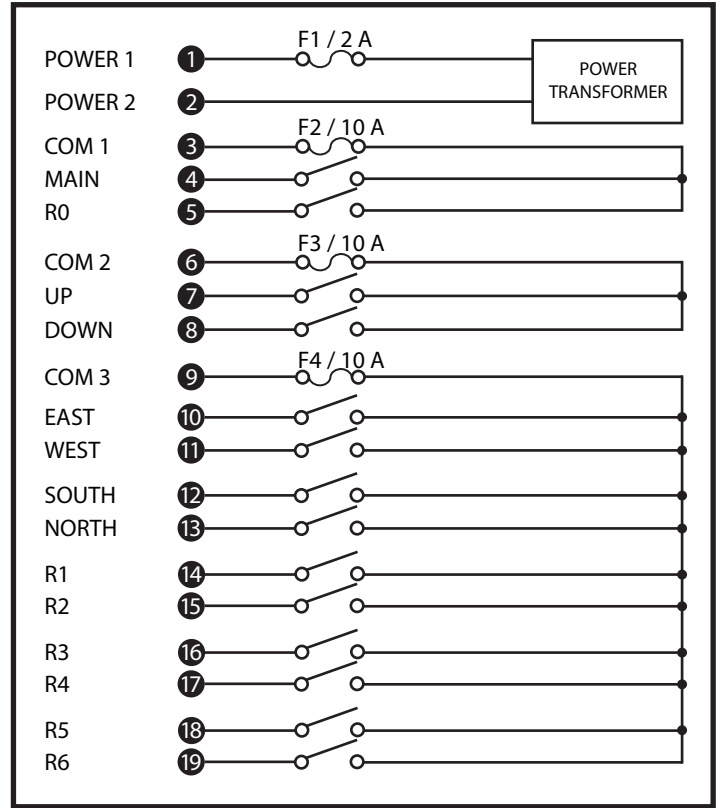 F1 / 2 A
POWER 1 1
POWER
TRANSFORMER
POWER 2 2
F2 / 10 A
COM 1 3
MAIN 4
R0 5
F3 / 10 A
COM 2 6
UP 7
DOWN 8
F4 / 10 A
COM 3 9
EAST 10
WEST 11
SOUTH 12
NORTH 13
R1 14
R2 15
R3 16
R4 17
R5 18
R6 19